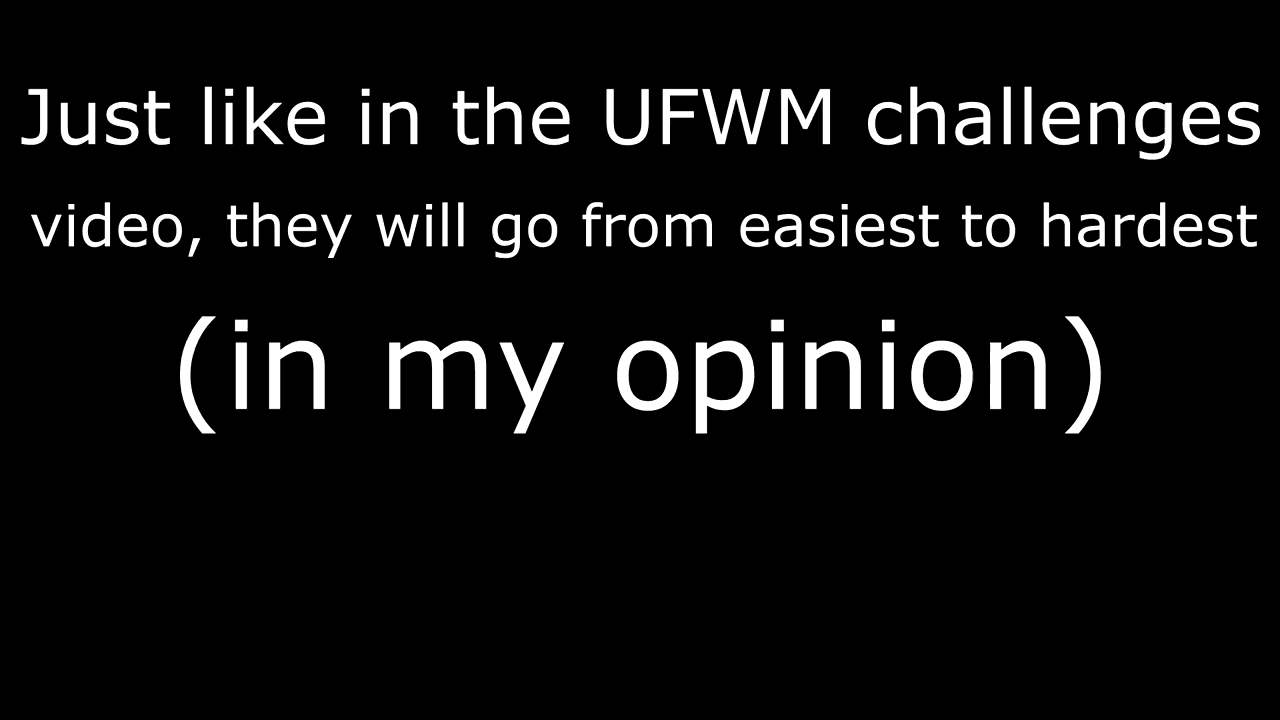 Just like in the UFWM challenges
video, they will go from easiest to hardest
(in my opinion)